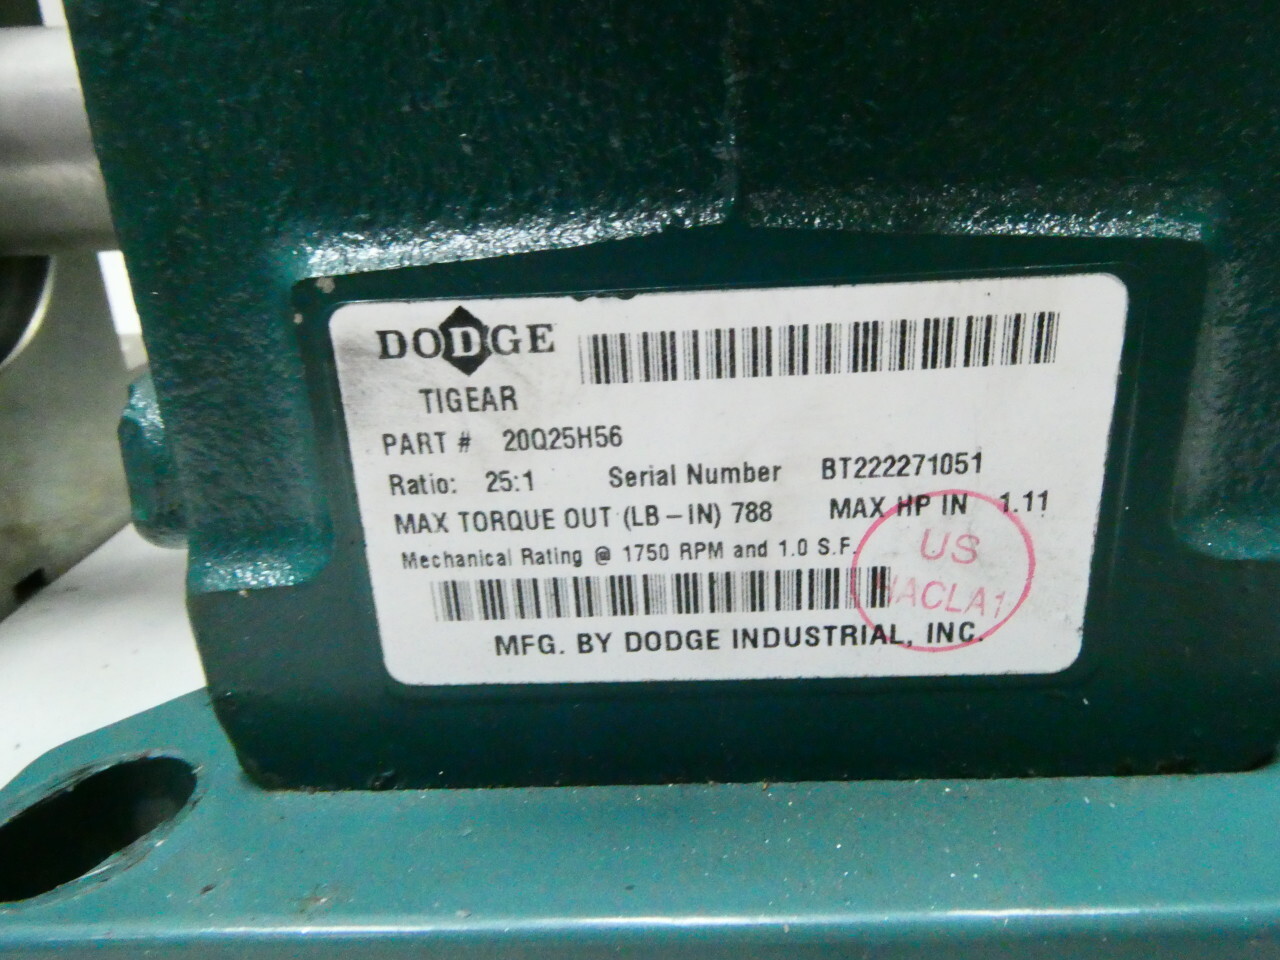 DODGE
TIGEAR
PART # 20Q25H56
Ratio: 25:1 Serial Number BT222271051
MAX TORQUE OUT (LB-IN) 788 MAX HP IN 1.11
Mechanical Rating @ 1750 RPM and 1.0 S.F.
US
MFG. BY DODGE INDUSTRIAL, INC.